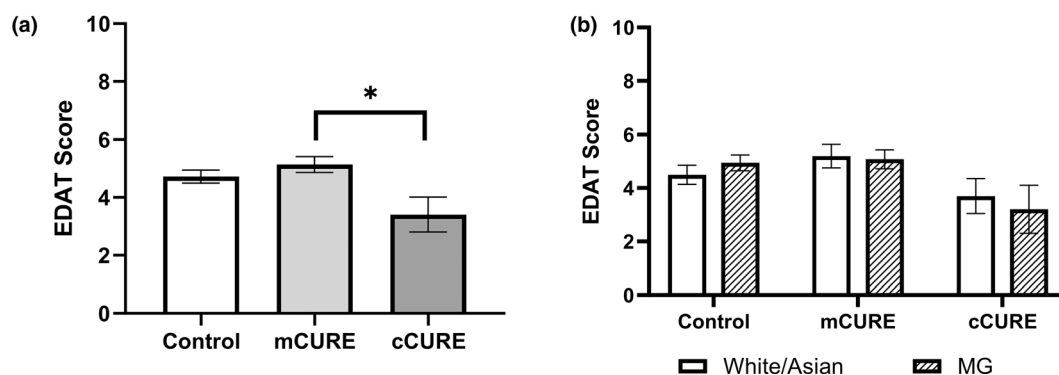 (a)
EDAT Score
10
8
6
4
2
0
*
Control mCURE cCURE
(b)
EDAT Score
10
8
6
4
2
0
Control mCURE cCURE
White/Asian MG